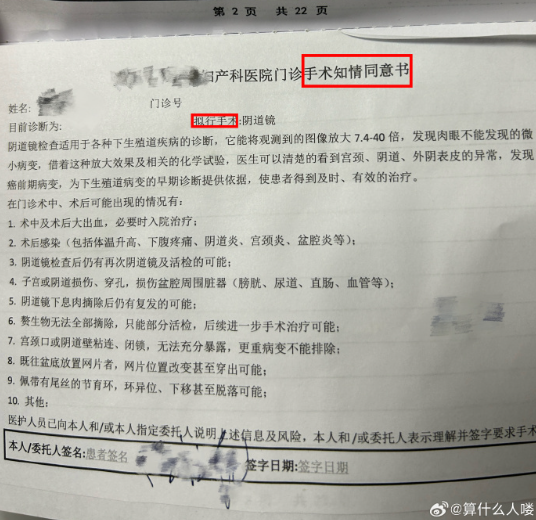 第 2 页 共 22 页
妇产科医院门诊手术知情同意书
姓名: 门诊号
目前诊断为: 拟行手术:阴道镜
阴道镜检查适用于各种下生殖道疾病的诊断，它能将观测到的图像放大 7.4-40 倍，发现肉眼不能发现的微
小病变，借着这种放大效果及相关的化学试验，医生可以清楚的看到宫颈、阴道、外阴表皮的异常，发现
癌前期病变，为下生殖道病变的早期诊断提供依据，使患者得到及时、有效的治疗。
在门诊术中、术后可能出现的情况有：
1. 术中及术后大出血，必要时入院治疗；
2. 术后感染（包括体温升高、下腹疼痛、阴道炎、宫颈炎、盆腔炎等）；
3. 阴道镜检查后仍有再次阴道镜及活检的可能；
4. 子宫或阴道损伤、穿孔，损伤盆腔周围脏器（膀胱、尿道、直肠、血管等）；
5. 阴道镜下息肉摘除后仍有复发的可能；
6. 赘生物无法全部摘除，只能部分活检，后续进一步手术治疗可能；
7. 宫颈口或阴道壁粘连、闭锁，无法充分暴露，更重病变不能排除；
8. 既往盆底放置网片者，网片位置改变甚至穿出可能；
9. 佩带有尾丝的节育环，环异位、下移甚至脱落可能；
10. 其他:
医护人员已向本人和/或本人指定委托人说明上述信息及风险，本人和/或委托人表示理解并签字要求手术
本人/委托人签名:患者签名 签字日期:签字日期
@算什么人喽